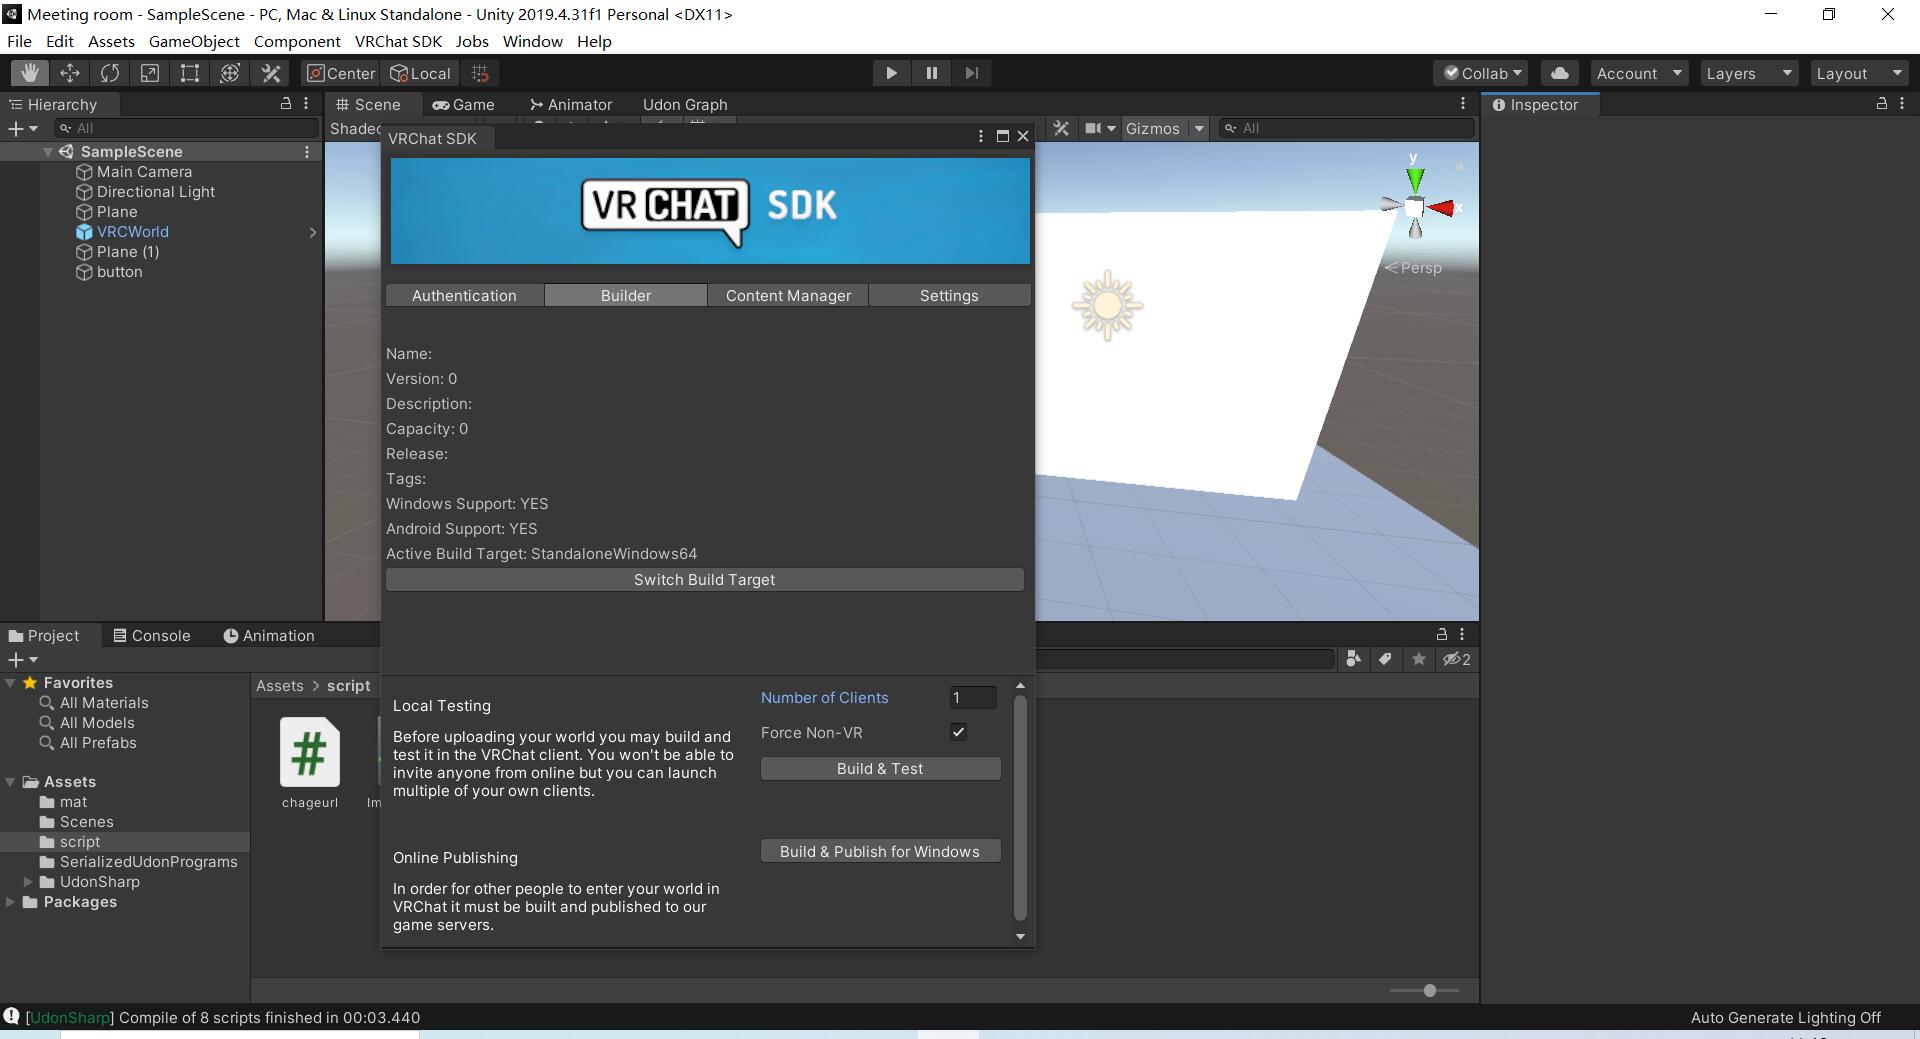 Meeting room - SampleScene - PC, Mac & Linux Standalone - Unity 2019.4.31f1 Personal <DX11>
File Edit Assets GameObject Component VRChat SDK Jobs Window Help
Center Local Collab Account Layers Layout
Hierarchy
All
SampleScene
Main Camera
Directional Light
Plane
VRCWorld
Plane (1)
button
Scene Game Animator Udon Graph
Shaded
Gizmos All
y
x
Persp
Inspector
VRChat SDK
VR CHAT SDK
Authentication Builder Content Manager Settings
Name:
Version: 0
Description:
Capacity: 0
Release:
Tags:
Windows Support: YES
Android Support: YES
Active Build Target: StandaloneWindows64
Switch Build Target
Local Testing
Before uploading your world you may build and
test it in the VRChat client. You won't be able to
invite anyone from online but you can launch
multiple of your own clients.
Number of Clients 1
Force Non-VR
Build & Test
Online Publishing
In order for other people to enter your world in
VRChat it must be built and published to our
game servers.
Build & Publish for Windows
Project Console Animation
2
Favorites
All Materials
All Models
All Prefabs
Assets
mat
Scenes
script
SerializedUdonPrograms
UdonSharp
Packages
Assets > script
chageurl
Im
[UdonSharp] Compile of 8 scripts finished in 00:03.440
Auto Generate Lighting Off